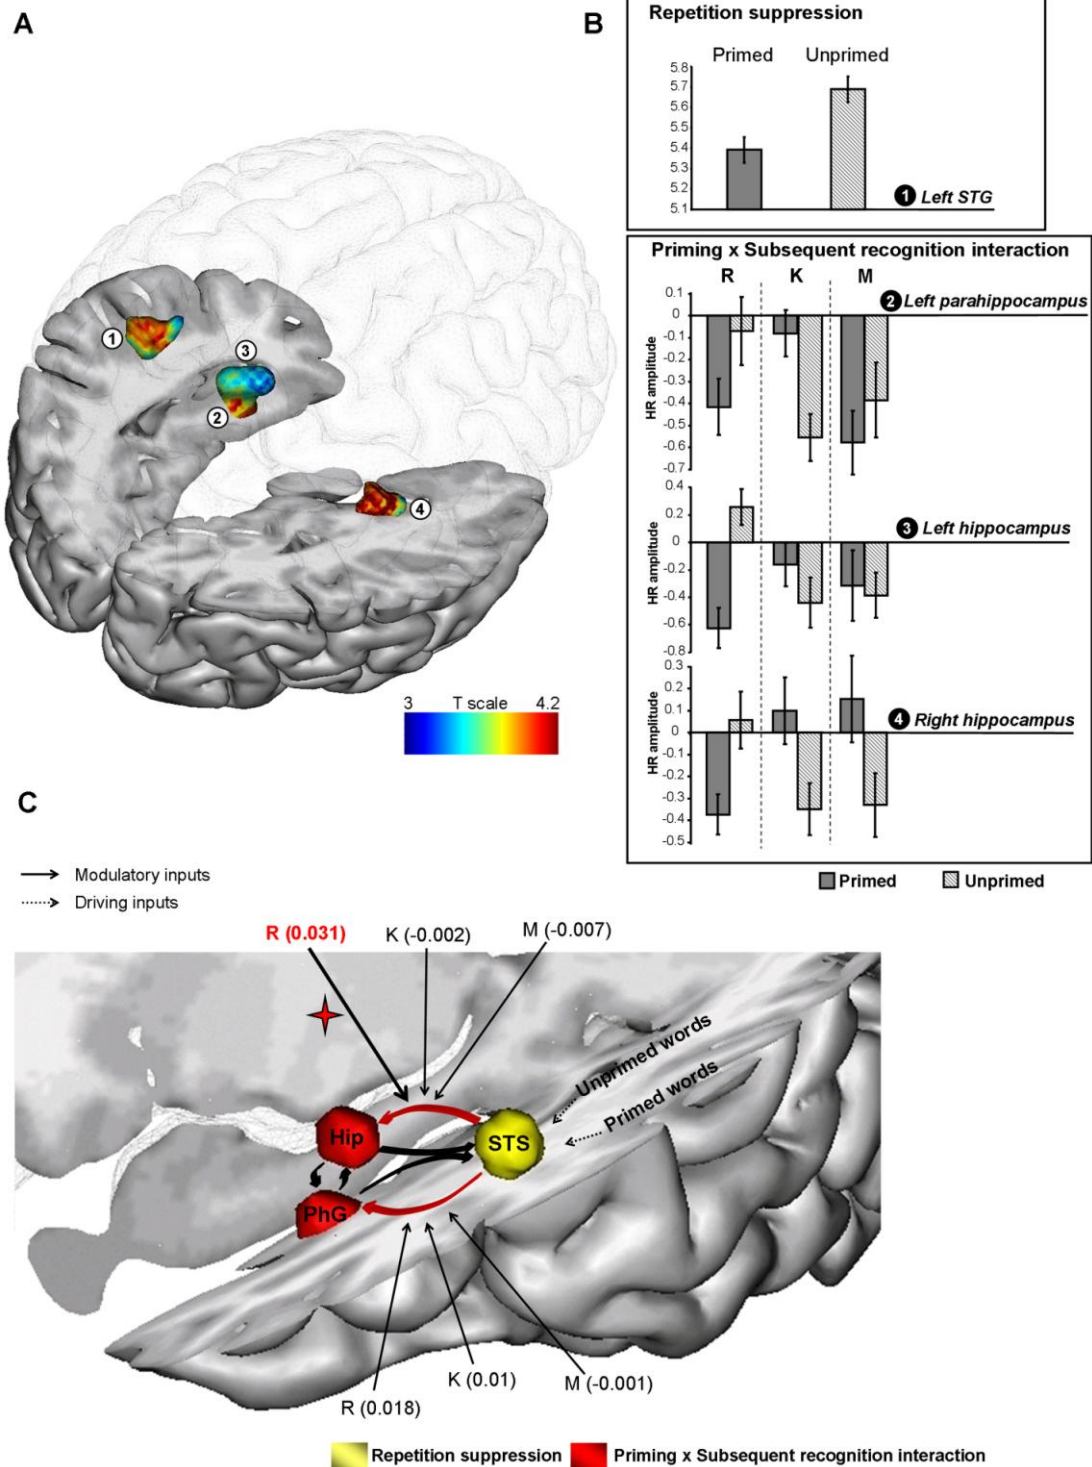 A
B
Repetition suppression
Primed Unprimed
5.8
5.7
5.6
5.5
5.4
5.3
5.2
5.1
1 Left STG
Priming x Subsequent recognition interaction
R K M
2 Left parahippocampus
0.1
0
-0.1
-0.2
-0.3
-0.4
-0.5
-0.6
-0.7
HR amplitude
3 Left hippocampus
0.4
0.2
0
-0.2
-0.4
-0.6
-0.8
HR amplitude
4 Right hippocampus
0.3
0.2
0.1
0
-0.1
-0.2
-0.3
-0.4
-0.5
HR amplitude
Primed Unprimed
1
3
2
4
3 T scale 4.2
C
Modulatory inputs
Driving inputs
R (0.031) K (-0.002) M (-0.007)
Unprimed words
Primed words
Hip STS
PhG
R (0.018) K (0.01) M (-0.001)
Repetition suppression Priming x Subsequent recognition interaction